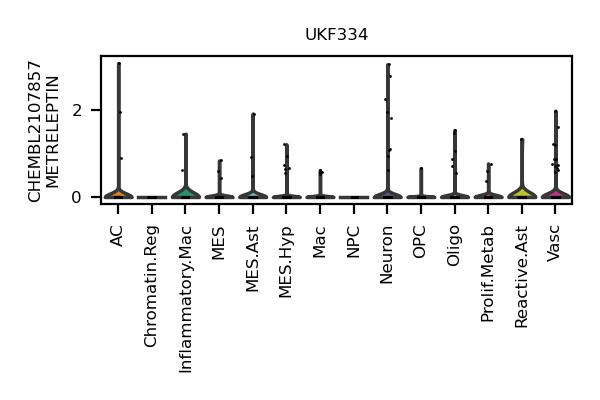 UKF334
CHEMBL2107857
METRELEPTIN
2
0
AC
Chromatin.Reg
Inflammatory.Mac
MES
MES.Ast
MES.Hyp
Mac
NPC
Neuron
OPC
Oligo
Prolif.Metab
Reactive.Ast
Vasc